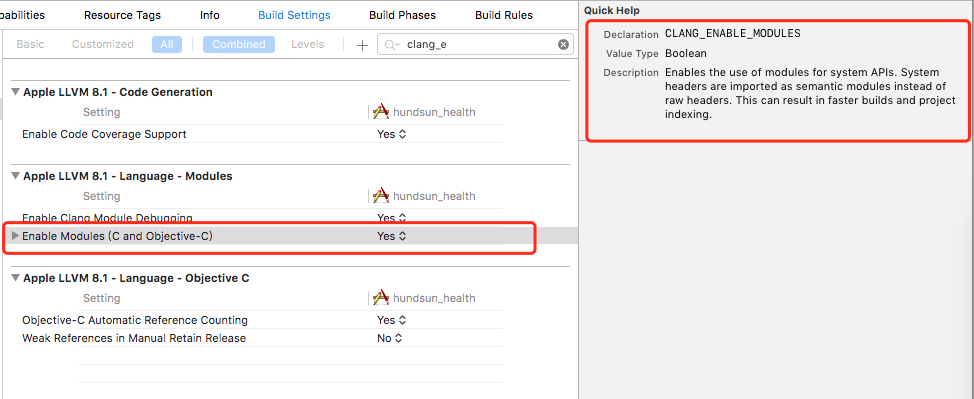 pabilities Resource Tags Info Build Settings Build Phases Build Rules
Basic Customized All Combined Levels + clang_e
Apple LLVM 8.1 - Code Generation
Setting hundsun_health
Enable Code Coverage Support Yes
Apple LLVM 8.1 - Language - Modules
Setting hundsun_health
Enable Clang Module Debugging Yes
Enable Modules (C and Objective-C) Yes
Apple LLVM 8.1 - Language - Objective C
Setting hundsun_health
Objective-C Automatic Reference Counting Yes
Weak References in Manual Retain Release No
Quick Help
Declaration CLANG_ENABLE_MODULES
Value Type Boolean
Description Enables the use of modules for system APIs. System
headers are imported as semantic modules instead of
raw headers. This can result in faster builds and project
indexing.